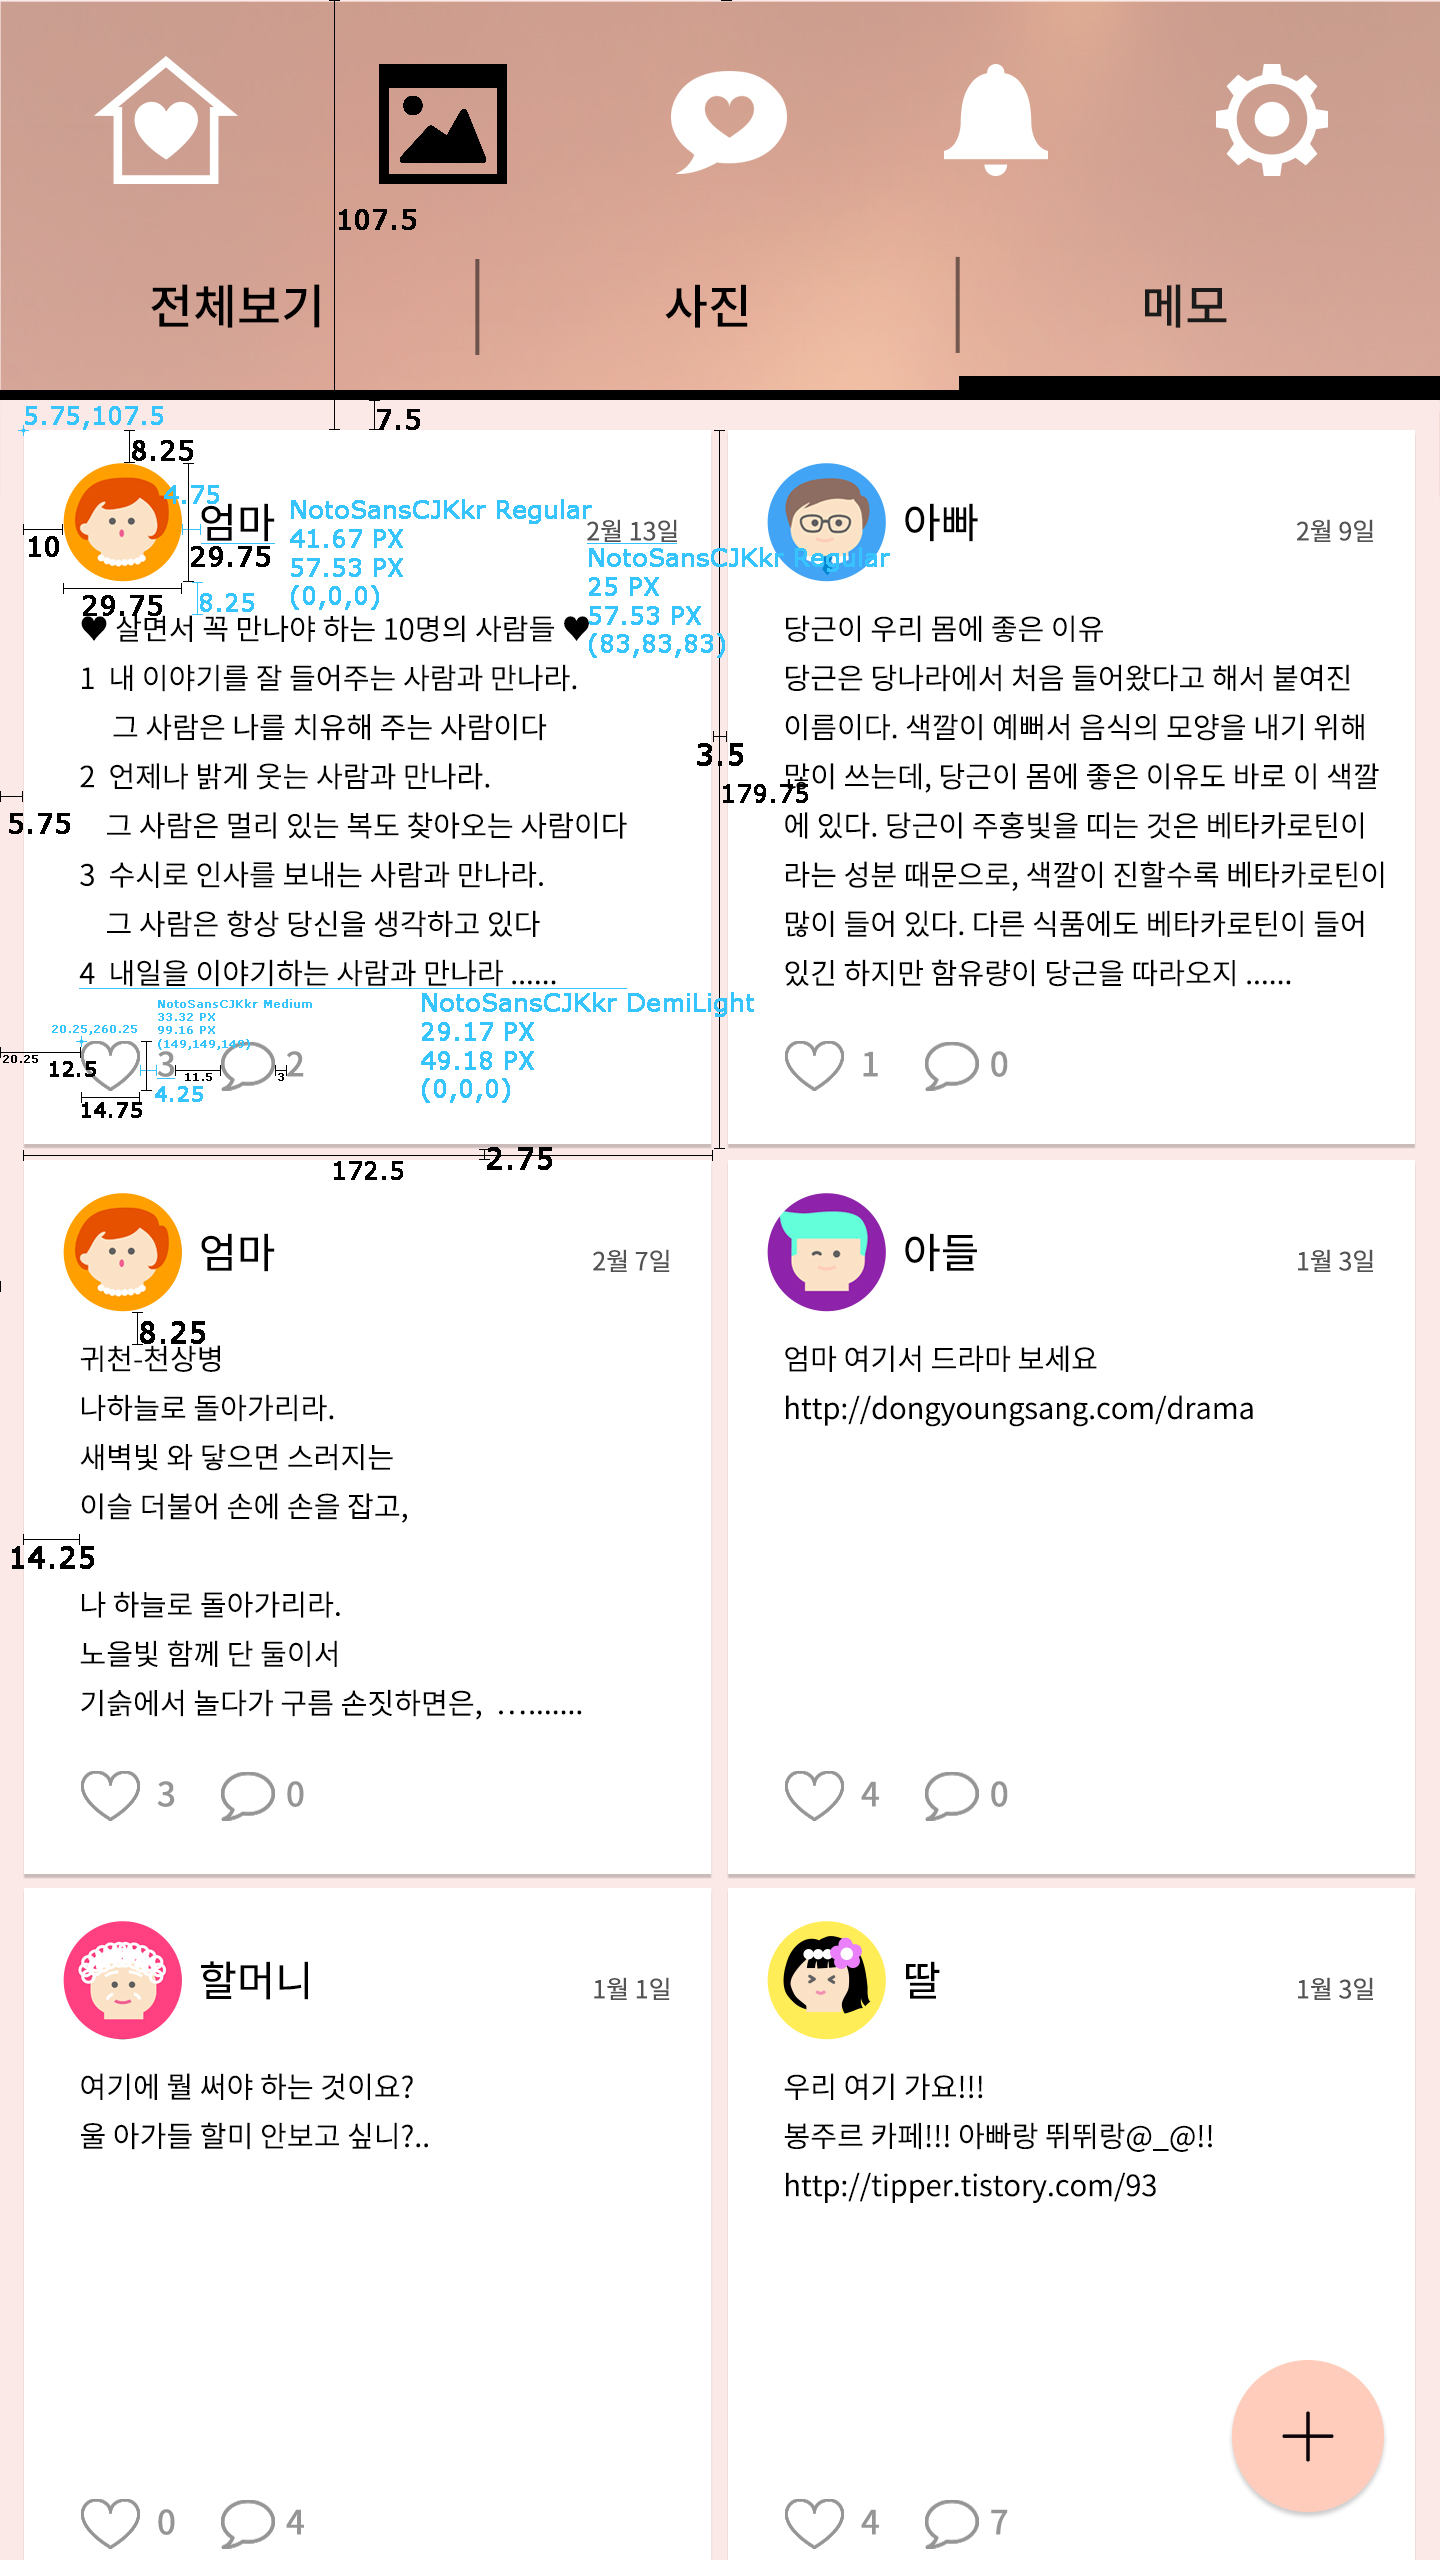 107.5
전체보기
사진
메모
5.75,107.5
7.5
8.25
4.75
엄마
NotoSansCJKkr Regular
41.67 PX
57.53 PX
(0,0,0)
2월 13일
NotoSansCJKkr Regular
25 PX
57.53 PX
(83,83,83)
10
29.75
29.75
8.25
♥ 살면서 꼭 만나야 하는 10명의 사람들 ♥
1 내 이야기를 잘 들어주는 사람과 만나라.
그 사람은 나를 치유해 주는 사람이다
2 언제나 밝게 웃는 사람과 만나라.
그 사람은 멀리 있는 복도 찾아오는 사람이다
3 수시로 인사를 보내는 사람과 만나라.
그 사람은 항상 당신을 생각하고 있다
4 내일을 이야기하는 사람과 만나라 ......
5.75
3.5
179.75
NotoSansCJKkr Medium
33.32 PX
99.16 PX
(149,149,149)
20.25,260.25
20.25
12.5
14.75
3
4.25
11.5
3
2
NotoSansCJKkr DemiLight
29.17 PX
49.18 PX
(0,0,0)
172.5
2.75
아빠
2월 9일
당근이 우리 몸에 좋은 이유
당근은 당나라에서 처음 들어왔다고 해서 붙여진
이름이다. 색깔이 예뻐서 음식의 모양을 내기 위해
많이 쓰는데, 당근이 몸에 좋은 이유도 바로 이 색깔
에 있다. 당근이 주홍빛을 띠는 것은 베타카로틴이
라는 성분 때문으로, 색깔이 진할수록 베타카로틴이
많이 들어 있다. 다른 식품에도 베타카로틴이 들어
있긴 하지만 함유량이 당근을 따라오지 ......
1
0
엄마
2월 7일
8.25
귀천-천상병
나하늘로 돌아가리라.
새벽빛 와 닿으면 스러지는
이슬 더불어 손에 손을 잡고,
14.25
나 하늘로 돌아가리라.
노을빛 함께 단 둘이서
기슭에서 놀다가 구름 손짓하면은, ….......
3
0
아들
1월 3일
엄마 여기서 드라마 보세요
http://dongyoungsang.com/drama
4
0
할머니
1월 1일
여기에 뭘 써야 하는 것이요?
울 아가들 할미 안보고 싶니?..
0
4
딸
1월 3일
우리 여기 가요!!!
봉주르 카페!!! 아빠랑 뛰뛰랑@_@!!
http://tipper.tistory.com/93
4
7